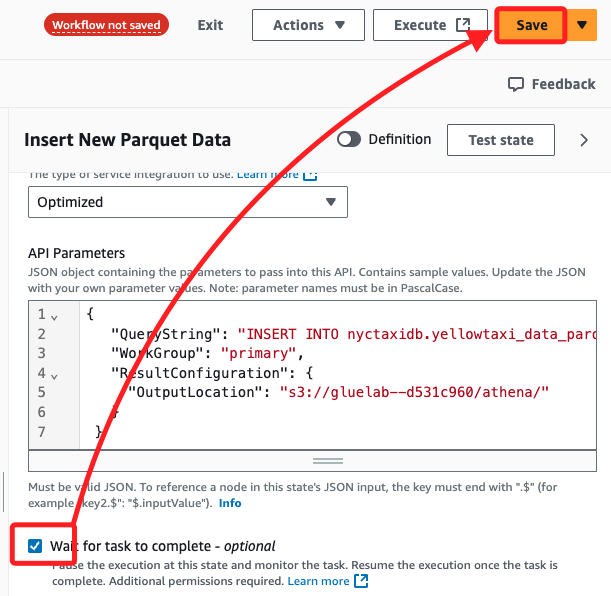 Workflow not saved Exit Actions Execute Save
Feedback
Insert New Parquet Data Definition Test state
The type of service integration to use. Learn more
Optimized
API Parameters
JSON object containing the parameters to pass into this API. Contains sample values. Update the JSON
with your own parameter values. Note: parameter names must be in PascalCase.
1 {
2 "QueryString": "INSERT INTO nyctaxidb.yellowtaxi_data_parq
3 "WorkGroup": "primary",
4 "ResultConfiguration": {
5 "OutputLocation": "s3://gluelab--d531c960/athena/"
6 }
7 }
Must be valid JSON. To reference a node in this state's JSON input, the key must end with ".$" (for
example "key2.$": "$.inputValue"). Info
Wait for task to complete - optional
Pause the execution at this state and monitor the task. Resume the execution once the task is
complete. Additional permissions required. Learn more